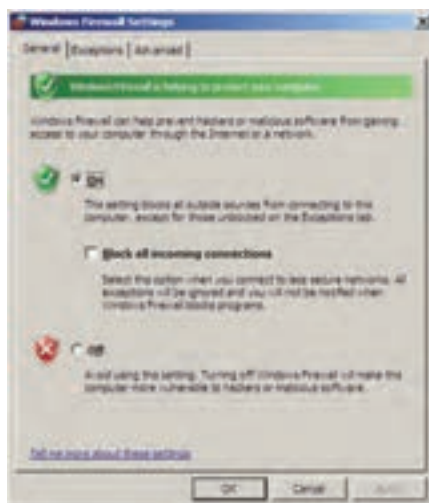 Windows Firewall Settings
General Exceptions Advanced
Windows Firewall is helping to protect your computer
Windows Firewall can help prevent hackers or malicious software from gaining
access to your computer through the Internet or a network.
On
This setting blocks all outside sources from connecting to this
computer, except for those unblocked on the Exceptions tab.
Block all incoming connections
Select this option when you connect to less secure networks. All
exceptions will be ignored and you will not be notified when
Windows Firewall blocks programs.
Off
Avoid using this setting. Turning off Windows Firewall will make this
computer more vulnerable to hackers or malicious software.
Tell me more about these settings
OK Cancel Apply